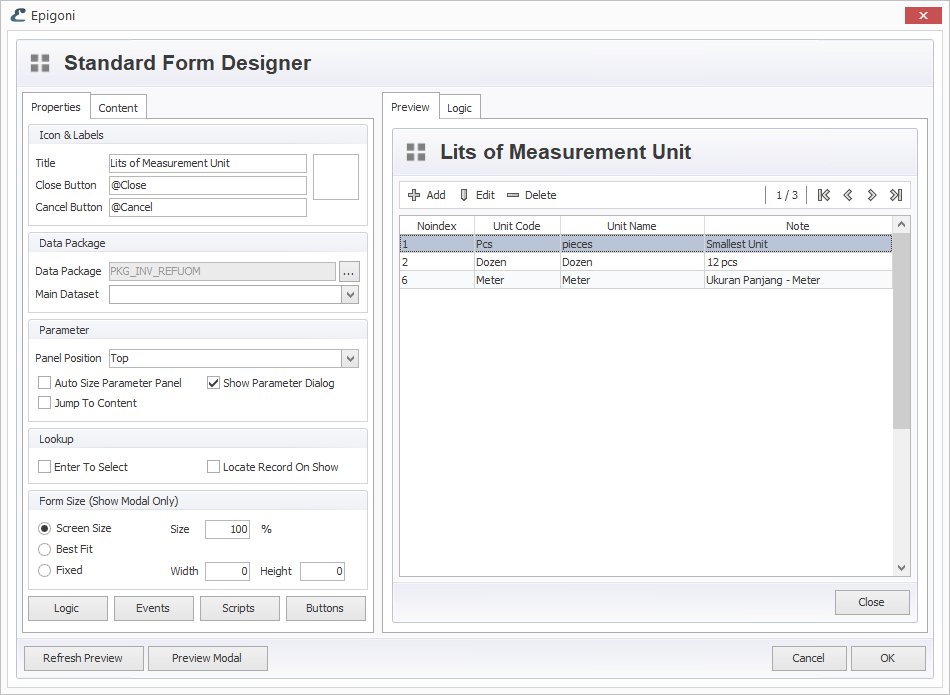 Epigoni
Standard Form Designer
Properties Content
Icon & Labels
Title Lits of Measurement Unit
Close Button @Close
Cancel Button @Cancel
Data Package
Data Package PKG_INV_REFUOM ...
Main Dataset
Parameter
Panel Position Top
Auto Size Parameter Panel Show Parameter Dialog
Jump To Content
Lookup
Enter To Select Locate Record On Show
Form Size (Show Modal Only)
Screen Size Size 100 %
Best Fit
Fixed Width 0 Height 0
Logic Events Scripts Buttons
Preview Logic
Lits of Measurement Unit
Add Edit Delete 1 / 3
Noindex Unit Code Unit Name Note
1 Pcs pieces Smallest Unit
2 Dozen Dozen 12 pcs
6 Meter Meter Ukuran Panjang - Meter
Close
Refresh Preview Preview Modal Cancel OK